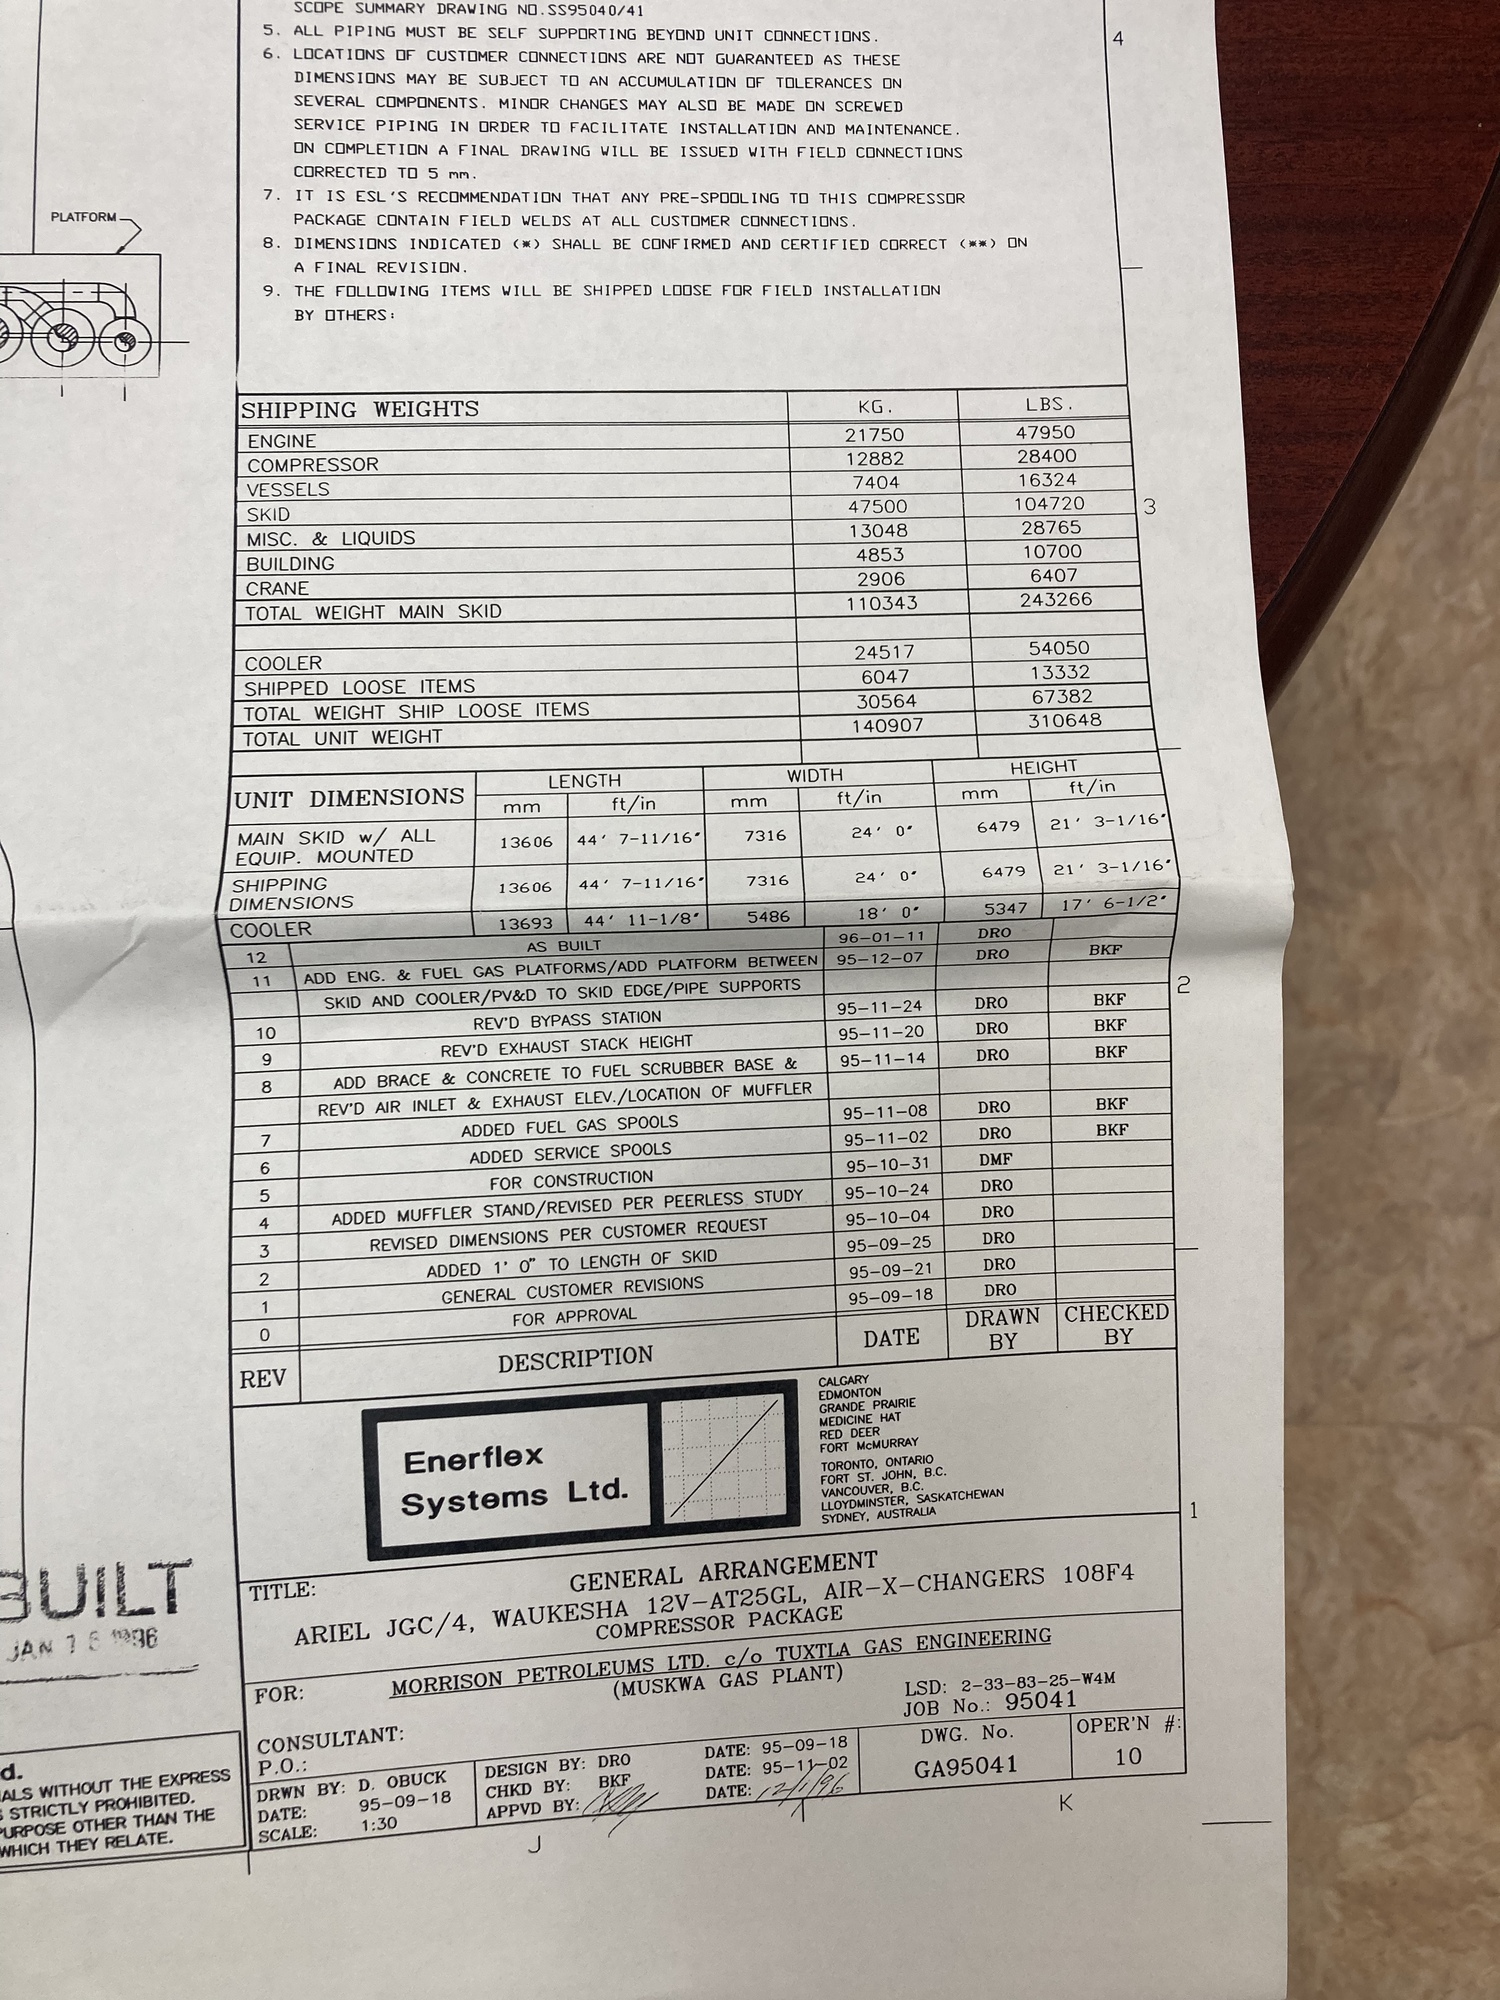 SCOPE SUMMARY DRAWING NO.SS95040/41
5. ALL PIPING MUST BE SELF SUPPORTING BEYOND UNIT CONNECTIONS.
6. LOCATIONS OF CUSTOMER CONNECTIONS ARE NOT GUARANTEED AS THESE
DIMENSIONS MAY BE SUBJECT TO AN ACCUMULATION OF TOLERANCES ON
SEVERAL COMPONENTS. MINOR CHANGES MAY ALSO BE MADE ON SCREWED
SERVICE PIPING IN ORDER TO FACILITATE INSTALLATION AND MAINTENANCE.
ON COMPLETION A FINAL DRAWING WILL BE ISSUED WITH FIELD CONNECTIONS
CORRECTED TO 5 mm.
7. IT IS ESL'S RECOMMENDATION THAT ANY PRE-SPOOLING TO THIS COMPRESSOR
PACKAGE CONTAIN FIELD WELDS AT ALL CUSTOMER CONNECTIONS.
8. DIMENSIONS INDICATED (*) SHALL BE CONFIRMED AND CERTIFIED CORRECT (**) ON
A FINAL REVISION.
9. THE FOLLOWING ITEMS WILL BE SHIPPED LOOSE FOR FIELD INSTALLATION
BY OTHERS:
4
PLATFORM
SHIPPING WEIGHTS KG. LBS.
ENGINE 21750 47950
COMPRESSOR 12882 28400
VESSELS 7404 16324
SKID 47500 104720
MISC. & LIQUIDS 13048 28765
BUILDING 4853 10700
CRANE 2906 6407
TOTAL WEIGHT MAIN SKID 110343 243266
COOLER 24517 54050
SHIPPED LOOSE ITEMS 6047 13332
TOTAL WEIGHT SHIP LOOSE ITEMS 30564 67382
TOTAL UNIT WEIGHT 140907 310648
3
UNIT DIMENSIONS LENGTH WIDTH HEIGHT
mm ft/in mm ft/in mm ft/in
MAIN SKID w/ ALL
EQUIP. MOUNTED 13606 44' 7-11/16" 7316 24' 0" 6479 21' 3-1/16"
SHIPPING
DIMENSIONS 13606 44' 7-11/16" 7316 24' 0" 6479 21' 3-1/16"
COOLER 13693 44' 11-1/8" 5486 18' 0" 5347 17' 6-1/2"
12 AS BUILT 96-01-11 DRO
11 ADD ENG. & FUEL GAS PLATFORMS/ADD PLATFORM BETWEEN 95-12-07 DRO BKF
SKID AND COOLER/PV&D TO SKID EDGE/PIPE SUPPORTS
10 REV'D BYPASS STATION 95-11-24 DRO BKF
9 REV'D EXHAUST STACK HEIGHT 95-11-20 DRO BKF
8 ADD BRACE & CONCRETE TO FUEL SCRUBBER BASE & 95-11-14 DRO BKF
REV'D AIR INLET & EXHAUST ELEV./LOCATION OF MUFFLER
7 ADDED FUEL GAS SPOOLS 95-11-08 DRO BKF
6 ADDED SERVICE SPOOLS 95-11-02 DRO BKF
5 FOR CONSTRUCTION 95-10-31 DMF
4 ADDED MUFFLER STAND/REVISED PER PEERLESS STUDY 95-10-24 DRO
3 REVISED DIMENSIONS PER CUSTOMER REQUEST 95-10-04 DRO
2 ADDED 1' 0" TO LENGTH OF SKID 95-09-25 DRO
1 GENERAL CUSTOMER REVISIONS 95-09-21 DRO
0 FOR APPROVAL 95-09-18 DRO
REV DESCRIPTION DATE DRAWN BY CHECKED BY
2
Enerflex
Systems Ltd.
CALGARY
EDMONTON
GRANDE PRAIRIE
MEDICINE HAT
RED DEER
FORT McMURRAY
TORONTO, ONTARIO
FORT ST. JOHN, B.C.
VANCOUVER, B.C.
LLOYDMINSTER, SASKATCHEWAN
SYDNEY, AUSTRALIA
1
TITLE: GENERAL ARRANGEMENT
ARIEL JGC/4, WAUKESHA 12V-AT25GL, AIR-X-CHANGERS 108F4
COMPRESSOR PACKAGE
FOR: MORRISON PETROLEUMS LTD. c/o TUXTLA GAS ENGINEERING
(MUSKWA GAS PLANT)
LSD: 2-33-83-25-W4M
JOB No.: 95041
CONSULTANT:
P.O.:
DRWN BY: D. OBUCK
DATE: 95-09-18
SCALE: 1:30
DESIGN BY: DRO DATE: 95-09-18
CHKD BY: BKF DATE: 95-11-02
APPVD BY: DATE: 12/1/96
DWG. No.
GA95041
OPER'N #:
10
BUILT
JAN 1 1996
d.
ALS WITHOUT THE EXPRESS
S STRICTLY PROHIBITED.
PURPOSE OTHER THAN THE
WHICH THEY RELATE.
J
K